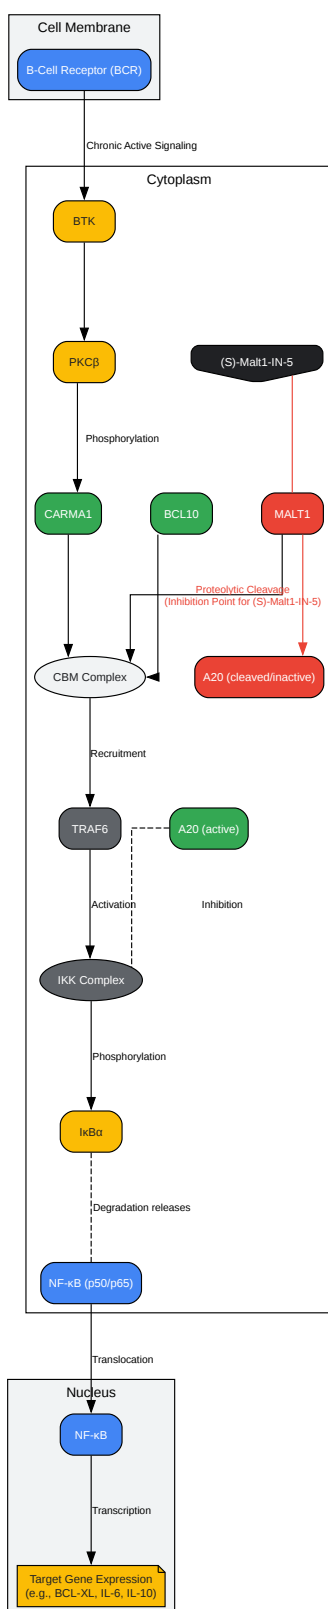 Cell Membrane
B-Cell Receptor (BCR)
Chronic Active Signaling
Cytoplasm
BTK
PKCβ
(S)-Malt1-IN-5
Phosphorylation
CARMA1
BCL10
MALT1
Proteolytic Cleavage
(Inhibition Point for (S)-Malt1-IN-5)
CBM Complex
A20 (cleaved/inactive)
Recruitment
TRAF6
A20 (active)
Activation
Inhibition
IKK Complex
Phosphorylation
IκBα
Degradation releases
NF-κB (p50/p65)
Translocation
Nucleus
NF-κB
Transcription
Target Gene Expression
(e.g., BCL-XL, IL-6, IL-10)